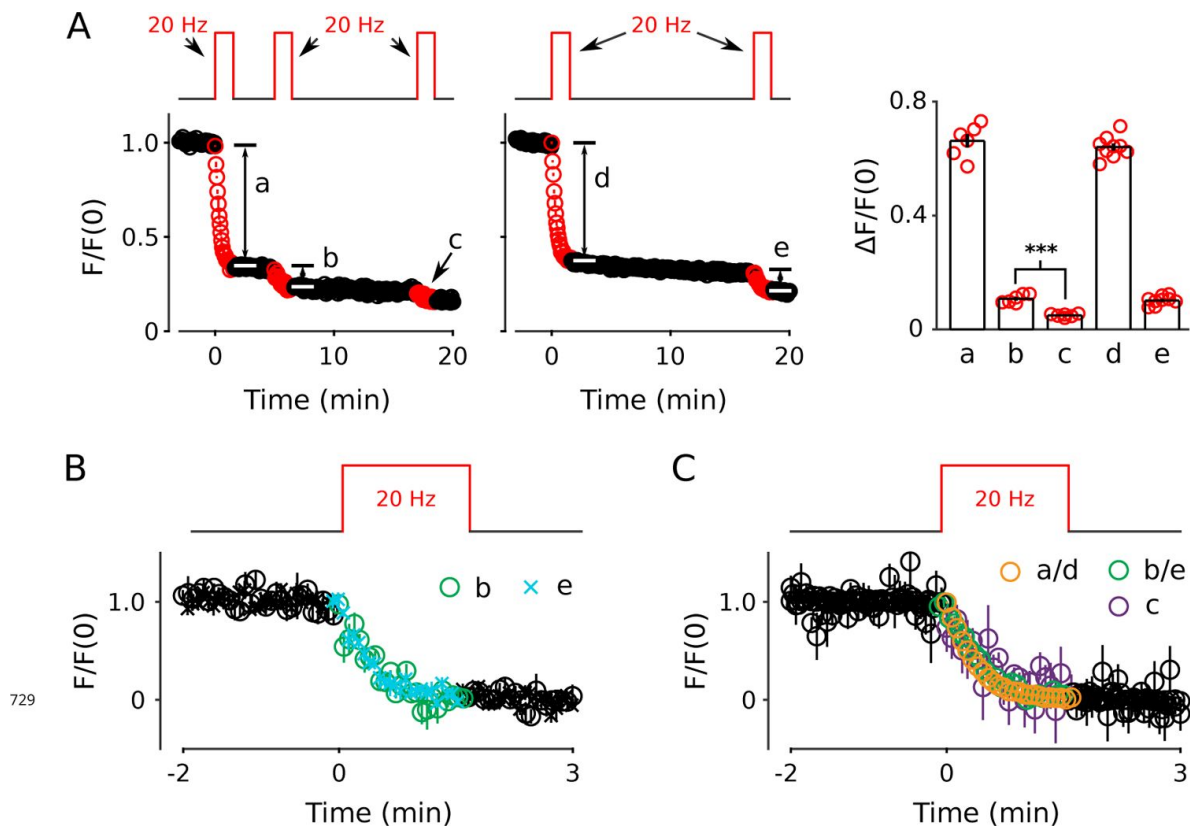 A
20 Hz
20 Hz
20 Hz
F/F(0)
1.0
0.5
0
a
b
c
0
10
20
Time (min)
d
e
0
10
20
Time (min)
ΔF/F(0)
0.8
0.4
0
***
a b c d e
B
20 Hz
F/F(0)
1.0
0
b e
-2
0
3
Time (min)
C
20 Hz
F/F(0)
1.0
0
a/d b/e
c
-2
0
3
Time (min)
729